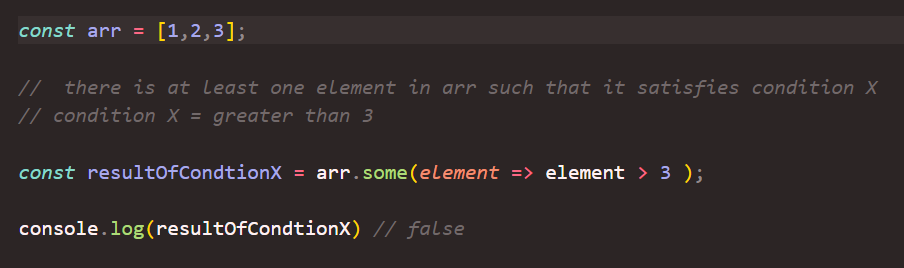 const arr = [1,2,3];
//  there is at least one element in arr such that it satisfies condition X
// condition X = greater than 3
const resultOfCondtionX = arr.some(element => element > 3 );
console.log(resultOfCondtionX) // false